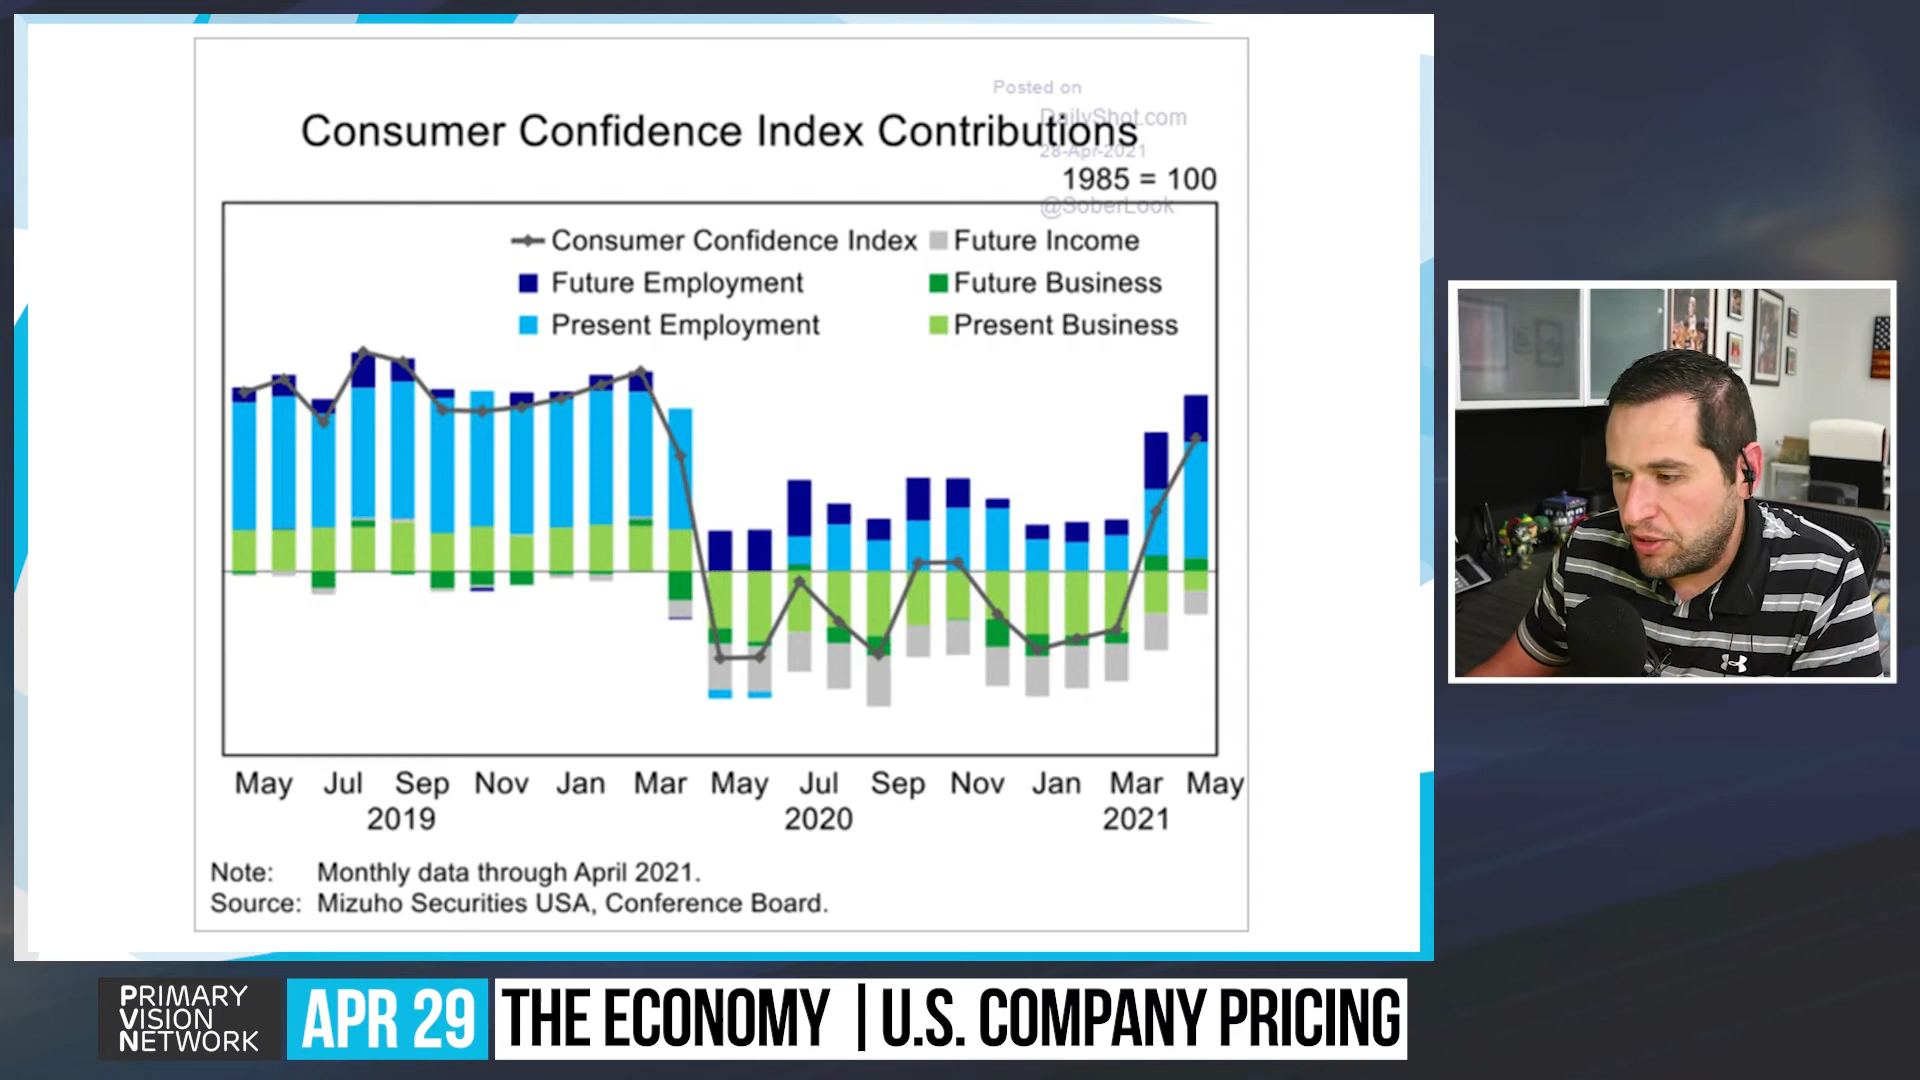 Posted on
DailyShot.com
Consumer Confidence Index Contributions
28-Apr-2021
1985 = 100
@SoberLook
Consumer Confidence Index
Future Income
Future Employment
Future Business
Present Employment
Present Business
May Jul Sep Nov Jan Mar May Jul Sep Nov Jan Mar May
2019 2020 2021
Note: Monthly data through April 2021.
Source: Mizuho Securities USA, Conference Board.
PRIMARY
VISION
NETWORK
APR 29
THE ECONOMY | U.S. COMPANY PRICING